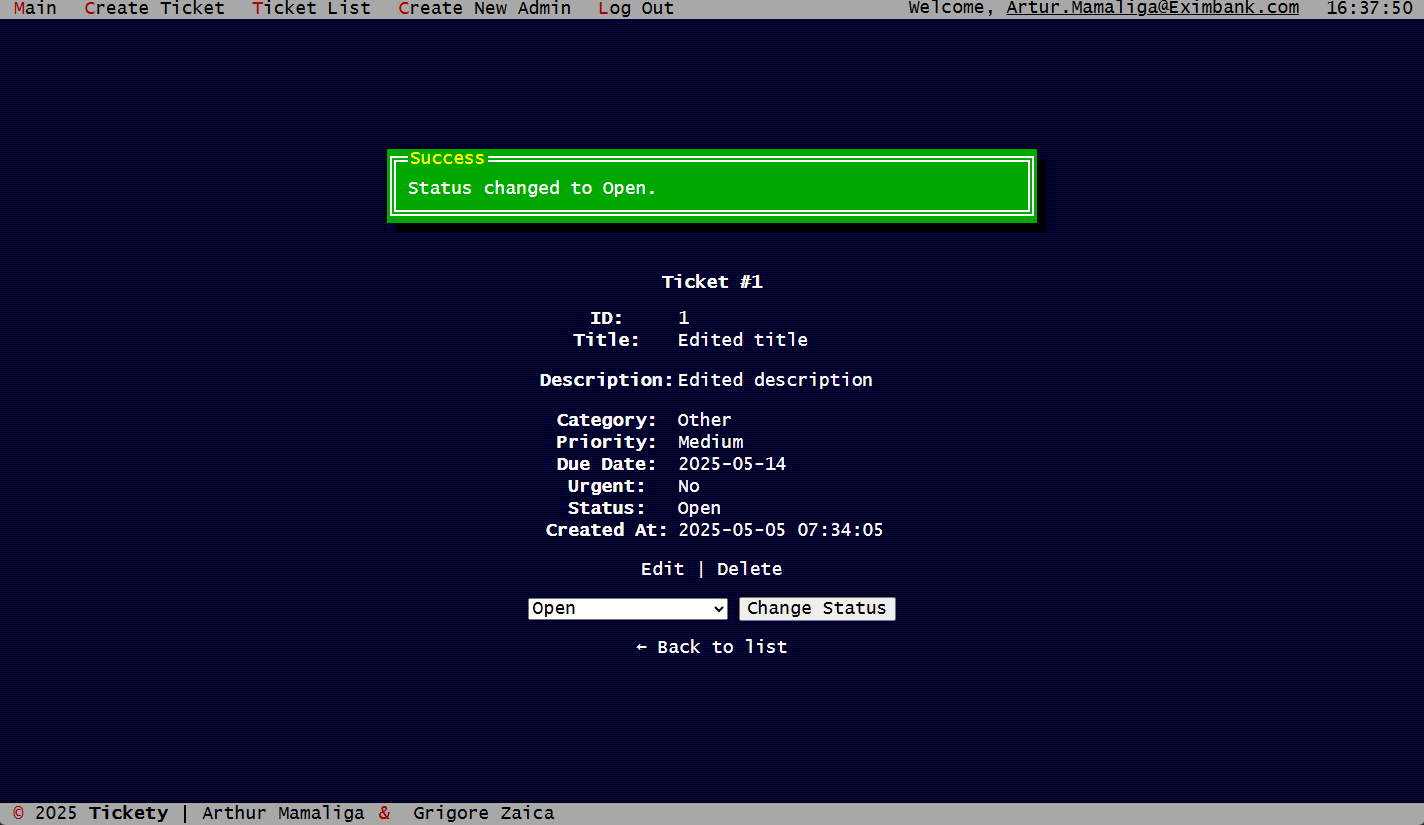 Main Create Ticket Ticket List Create New Admin Log Out Welcome, Artur.Mamaliga@Eximbank.com 16:37:50
Success
Status changed to Open.
Ticket #1
ID: 1
Title: Edited title
Description: Edited description
Category: Other
Priority: Medium
Due Date: 2025-05-14
Urgent: No
Status: Open
Created At: 2025-05-05 07:34:05
Edit | Delete
Open Change Status
← Back to list
© 2025 Tickety | Arthur Mamaliga & Grigore Zaica